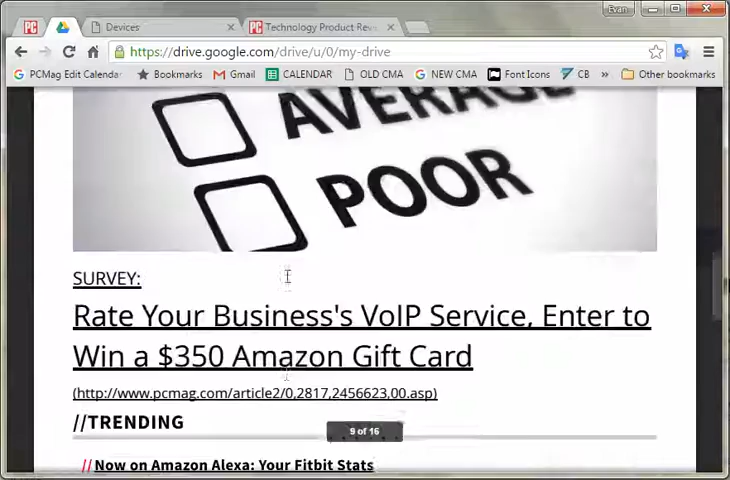 Evan
Devices
Technology Product Rev
https://drive.google.com/drive/u/0/my-drive
PCMag Edit Calendar
Bookmarks
Gmail
CALENDAR
OLD CMA
NEW CMA
Font Icons
CB
»
Other bookmarks
AVERAGE
POOR
SURVEY:
Rate Your Business's VoIP Service, Enter to
Win a $350 Amazon Gift Card
(http://www.pcmag.com/article2/0,2817,2456623,00.asp)
//TRENDING
9 of 16
// Now on Amazon Alexa: Your Fitbit Stats